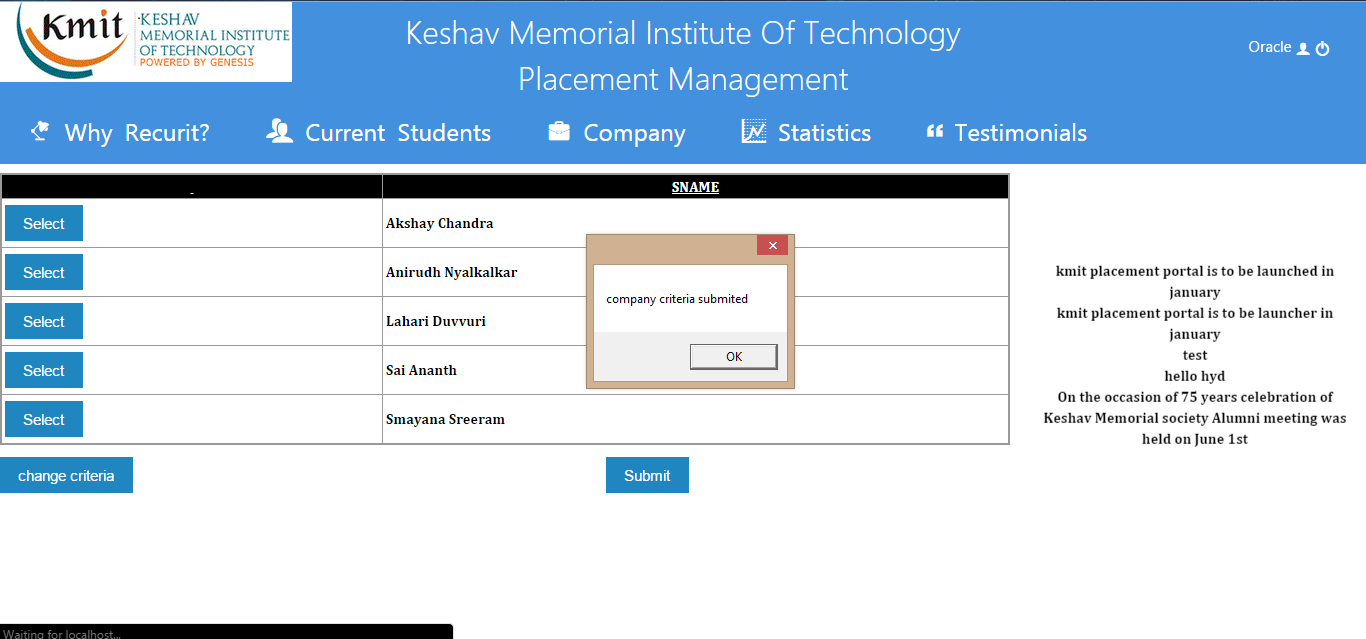 Kmit
KESHAV
MEMORIAL INSTITUTE
OF TECHNOLOGY
POWERED BY GENESIS
Keshav Memorial Institute Of Technology
Placement Management
Oracle
Why Recurit?
Current Students
Company
Statistics
Testimonials
SNAME
Select
Akshay Chandra
Select
Anirudh Nyalkalkar
Select
Lahari Duvvuri
Select
Sai Ananth
Select
Smayana Sreeram
company criteria submited
OK
change criteria
Submit
kmit placement portal is to be launched in
january
kmit placement portal is to be launcher in
january
test
hello hyd
On the occasion of 75 years celebration of
Keshav Memorial society Alumni meeting was
held on June 1st
Waiting for localhost...